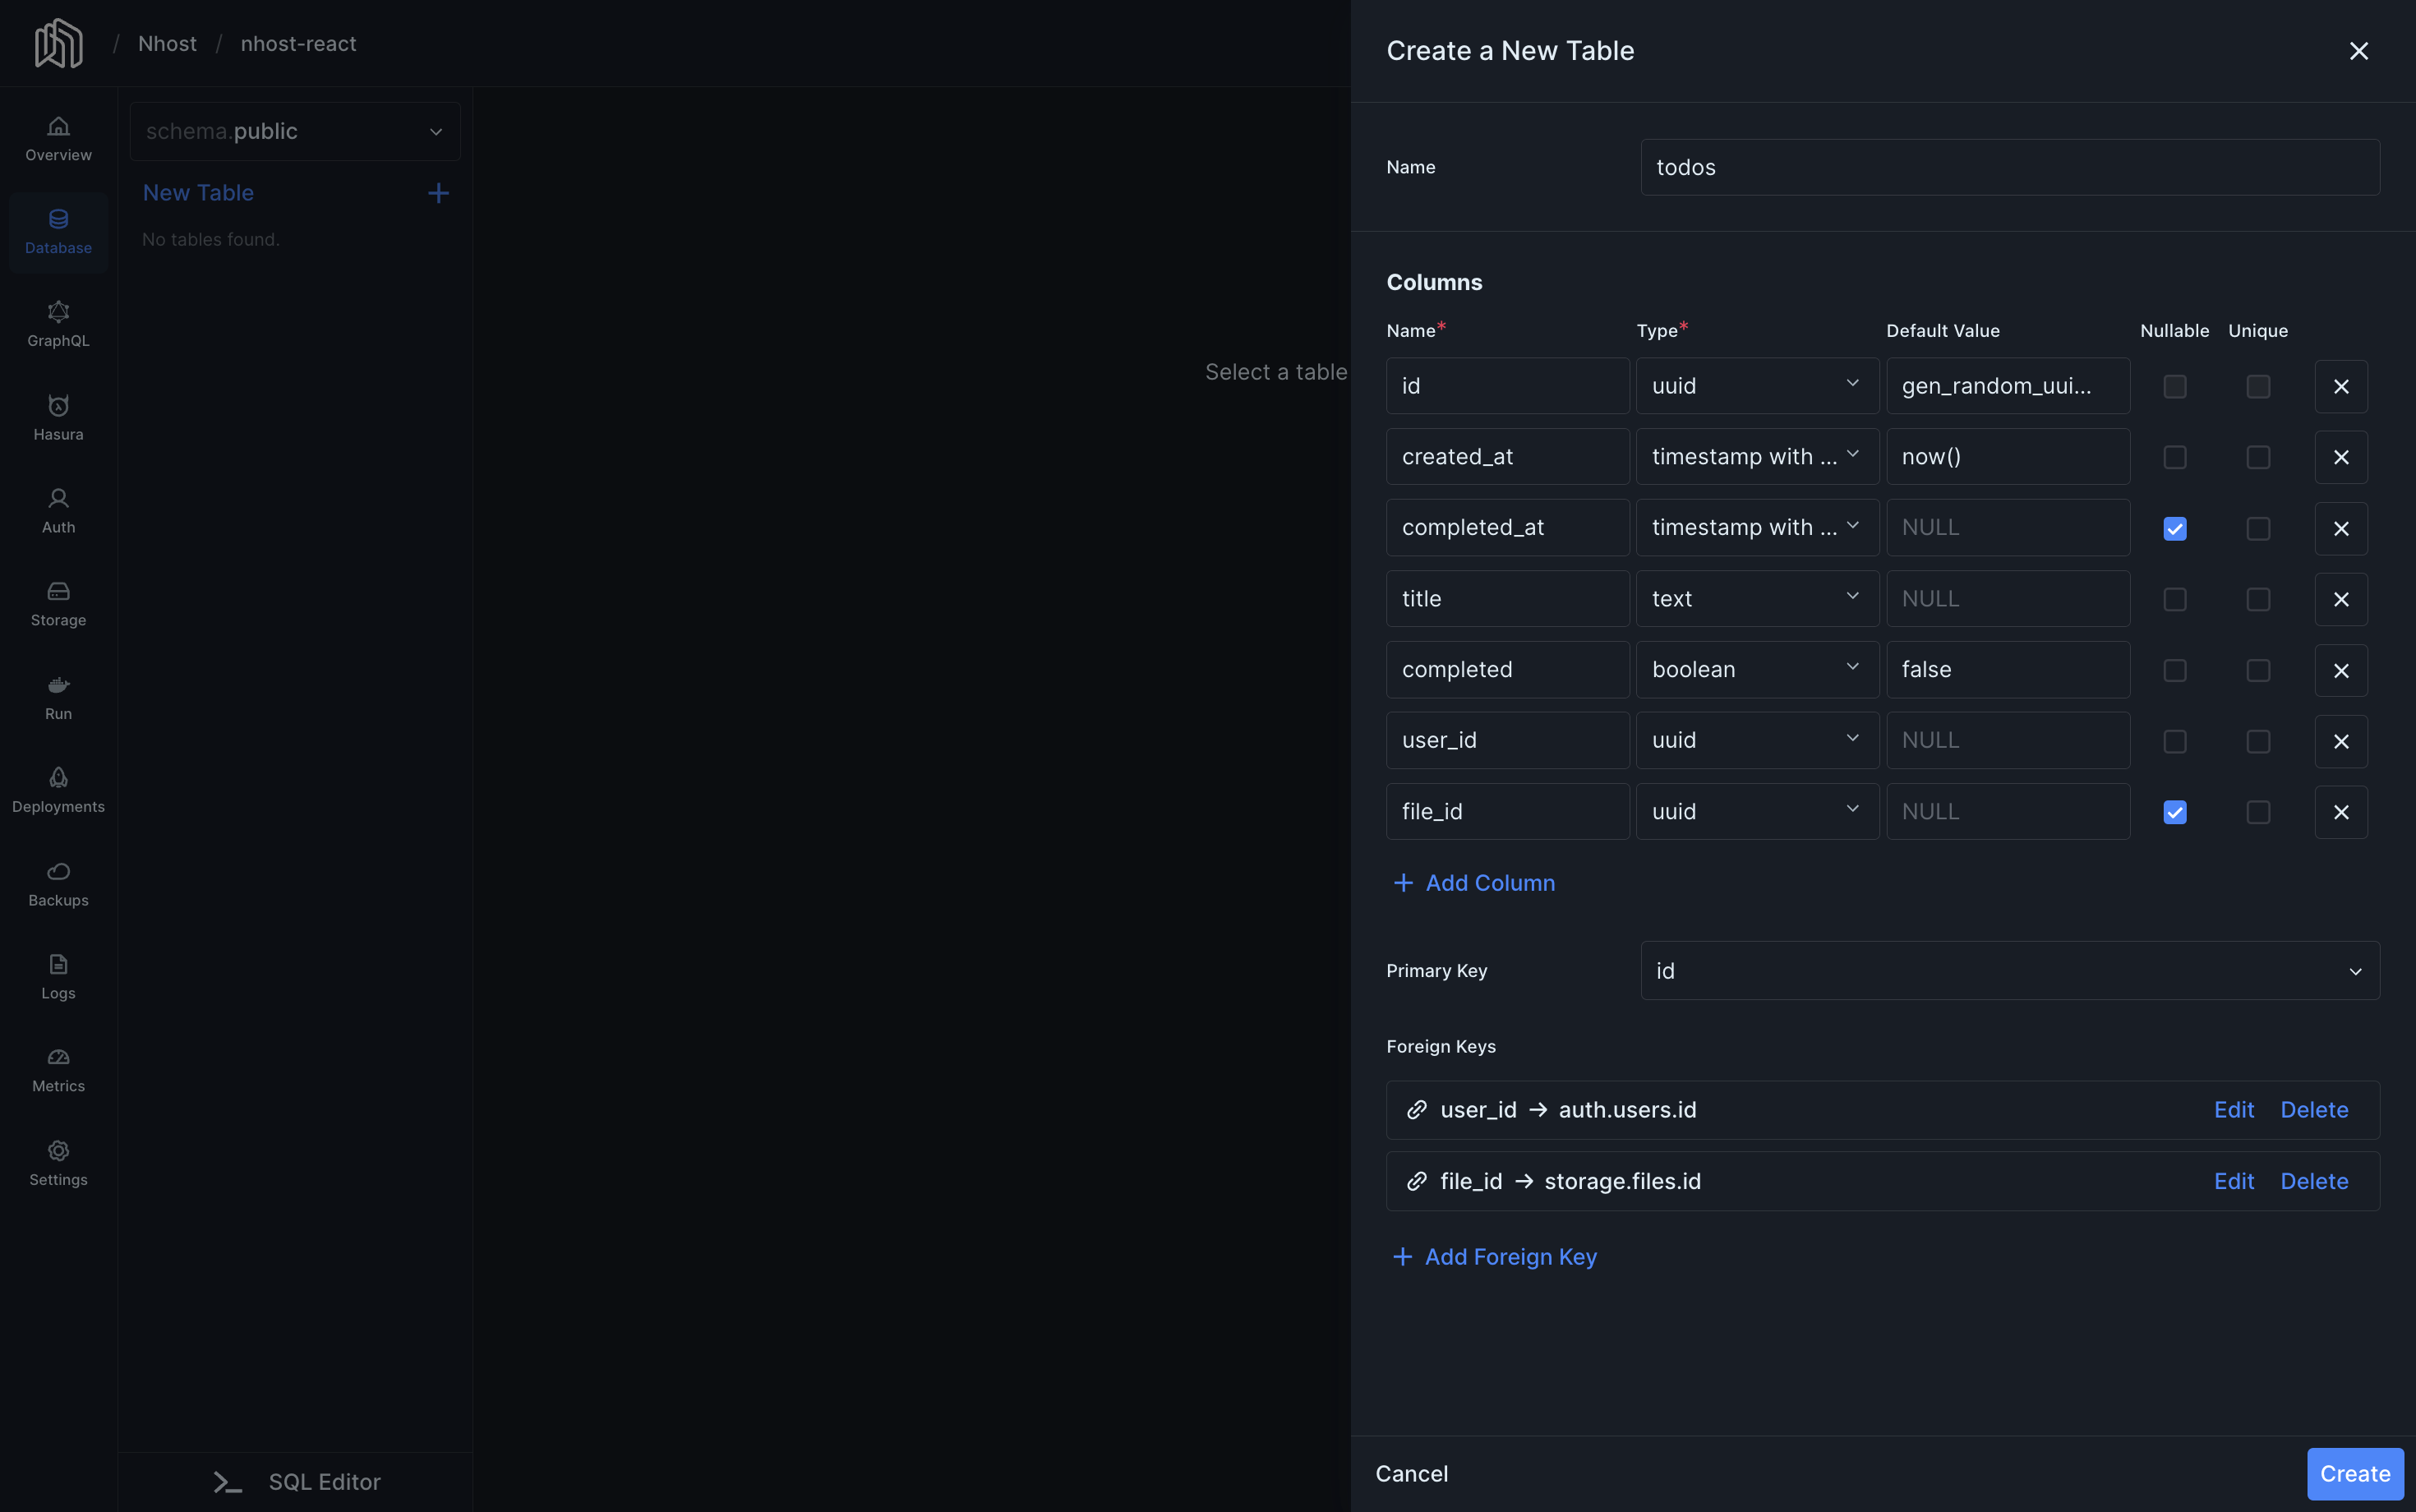 / Nhost / nhost-react
Overview
Database
GraphQL
Hasura
Auth
Storage
Run
Deployments
Backups
Logs
Metrics
Settings
schema.public
New Table
No tables found.
SQL Editor
Select a table
Create a New Table
Name
todos
Columns
Name* Type* Default Value Nullable Unique
id uuid gen_random_uui...
created_at timestamp with ... now()
completed_at timestamp with ... NULL
title text NULL
completed boolean false
user_id uuid NULL
file_id uuid NULL
Add Column
Primary Key id
Foreign Keys
user_id → auth.users.id Edit Delete
file_id → storage.files.id Edit Delete
Add Foreign Key
Cancel Create